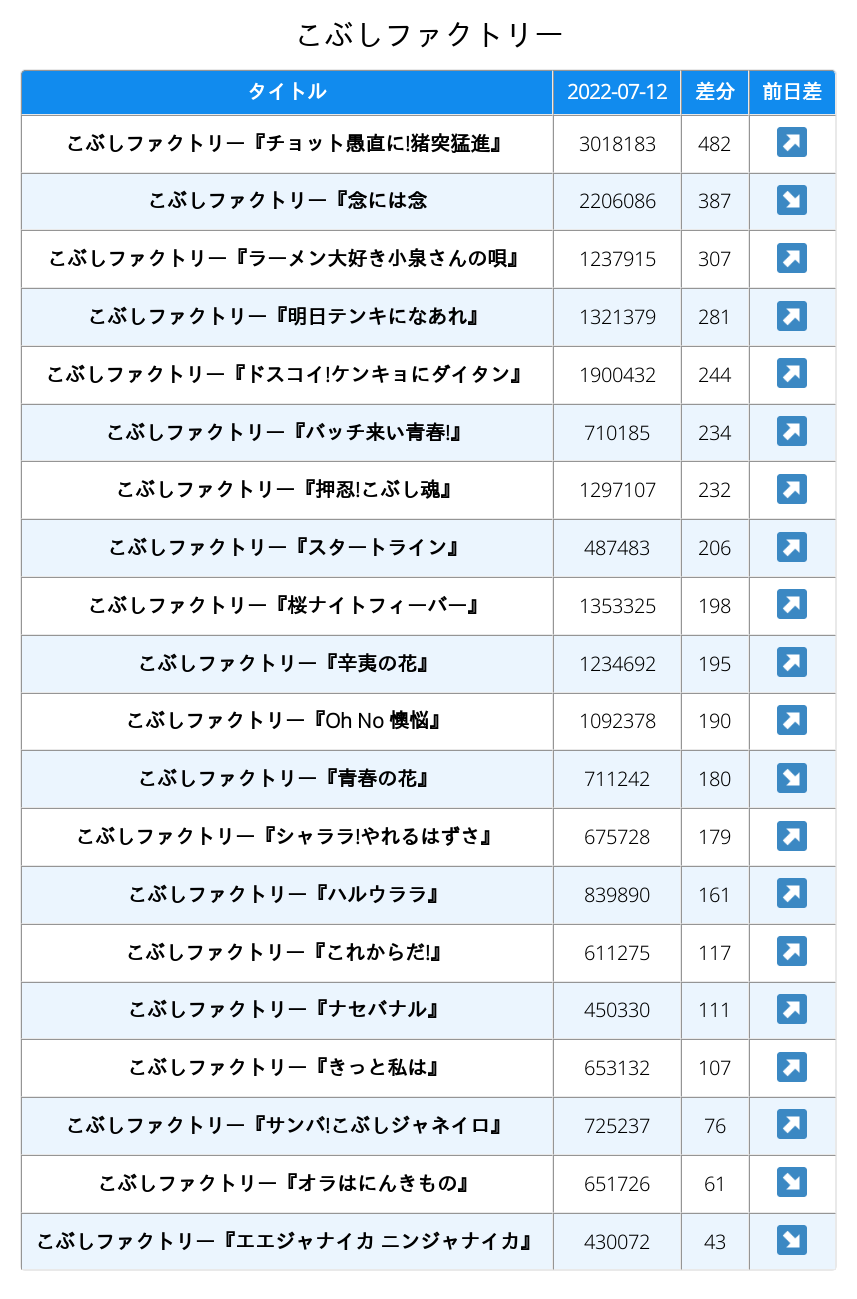 こぶしファクトリー
タイトル 2022-07-12 差分 前日差
こぶしファクトリー『チョット愚直に!猪突猛進』 3018183 482 ↗
こぶしファクトリー『念には念 2206086 387 ↘
こぶしファクトリー『ラーメン大好き小泉さんの唄』 1237915 307 ↗
こぶしファクトリー『明日テンキになあれ』 1321379 281 ↗
こぶしファクトリー『ドスコイ!ケンキョにダイタン』 1900432 244 ↗
こぶしファクトリー『バッチ来い青春!』 710185 234 ↗
こぶしファクトリー『押忍!こぶし魂』 1297107 232 ↗
こぶしファクトリー『スタートライン』 487483 206 ↗
こぶしファクトリー『桜ナイトフィーバー』 1353325 198 ↗
こぶしファクトリー『辛夷の花』 1234692 195 ↗
こぶしファクトリー『Oh No 懊悩』 1092378 190 ↗
こぶしファクトリー『青春の花』 711242 180 ↘
こぶしファクトリー『シャララ!やれるはずさ』 675728 179 ↗
こぶしファクトリー『ハルウララ』 839890 161 ↗
こぶしファクトリー『これからだ!』 611275 117 ↗
こぶしファクトリー『ナセバナル』 450330 111 ↗
こぶしファクトリー『きっと私は』 653132 107 ↗
こぶしファクトリー『サンバ!こぶしジャネイロ』 725237 76 ↗
こぶしファクトリー『オラはにんきもの』 651726 61 ↘
こぶしファクトリー『エエジャナイカ ニンジャナイカ』 430072 43 ↘